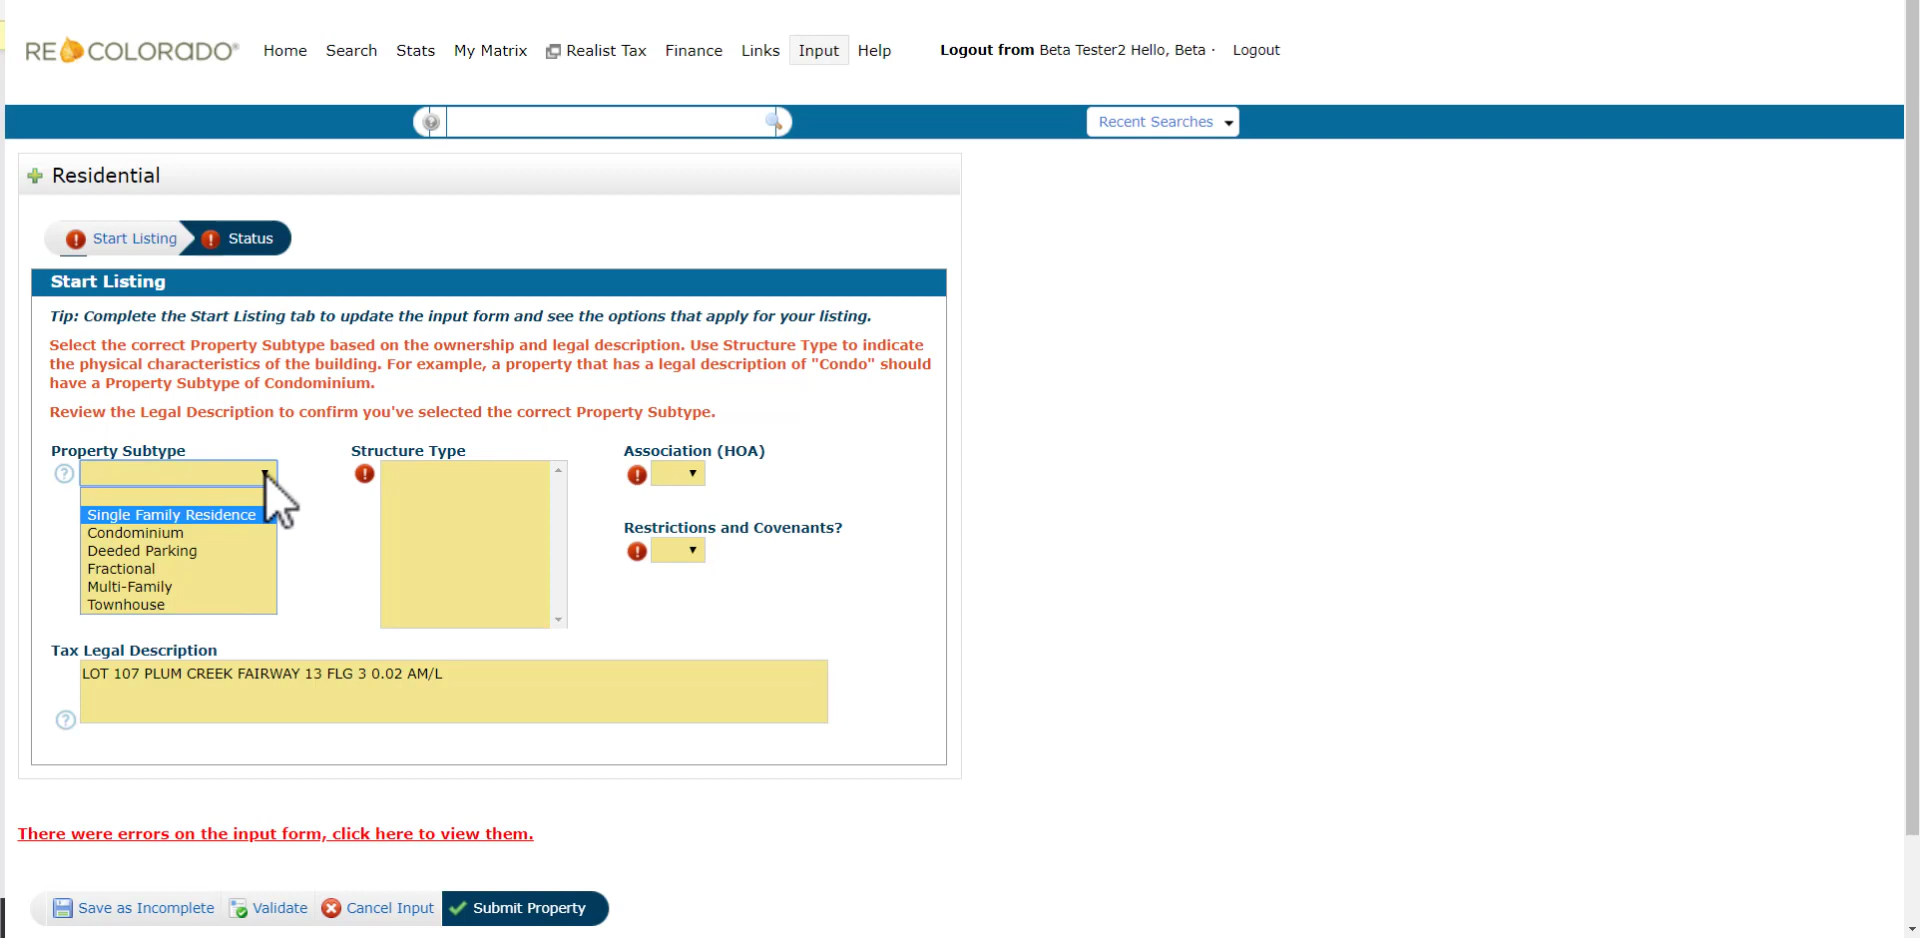 RECOLORADO®
Home Search Stats My Matrix Realist Tax Finance Links Input Help Logout from Beta Tester2 Hello, Beta · Logout
Recent Searches
Residential
Start Listing Status
Start Listing
Tip: Complete the Start Listing tab to update the input form and see the options that apply for your listing.
Select the correct Property Subtype based on the ownership and legal description. Use Structure Type to indicate
the physical characteristics of the building. For example, a property that has a legal description of "Condo" should
have a Property Subtype of Condominium.
Review the Legal Description to confirm you've selected the correct Property Subtype.
Property Subtype Structure Type Association (HOA)
Single Family Residence
Restrictions and Covenants?
Condominium
Deeded Parking
Fractional
Multi-Family
Townhouse
Tax Legal Description
LOT 107 PLUM CREEK FAIRWAY 13 FLG 3 0.02 AM/L
There were errors on the input form, click here to view them.
Save as Incomplete Validate Cancel Input Submit Property